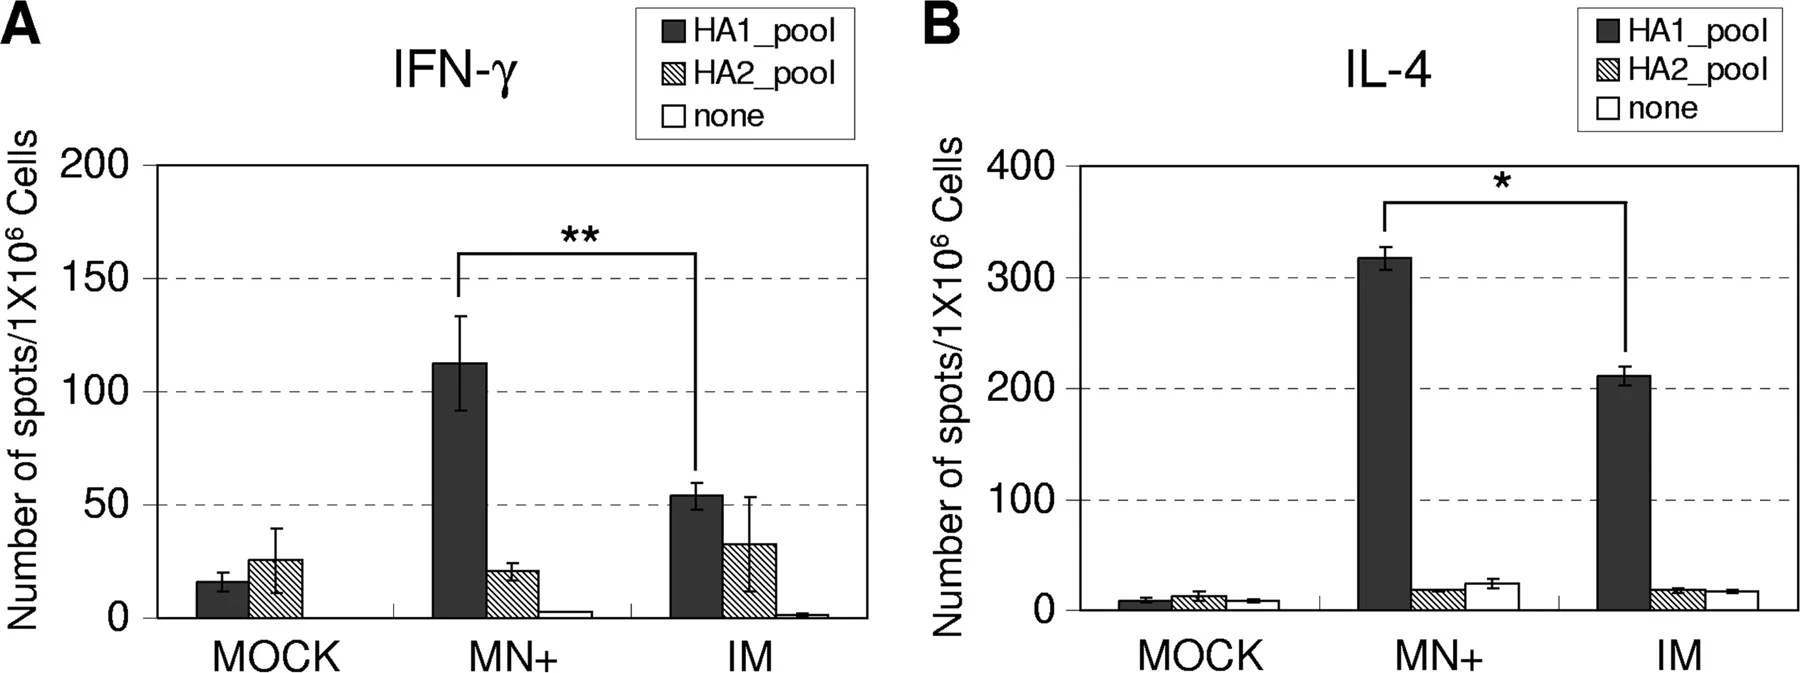 A
IFN-γ
HA1_pool
HA2_pool
none
Number of spots/1X10⁶ Cells
200
150
100
50
0
**
MOCK
MN+
IM
B
IL-4
HA1_pool
HA2_pool
none
Number of spots/1X10⁶ Cells
400
300
200
100
0
*
MOCK
MN+
IM